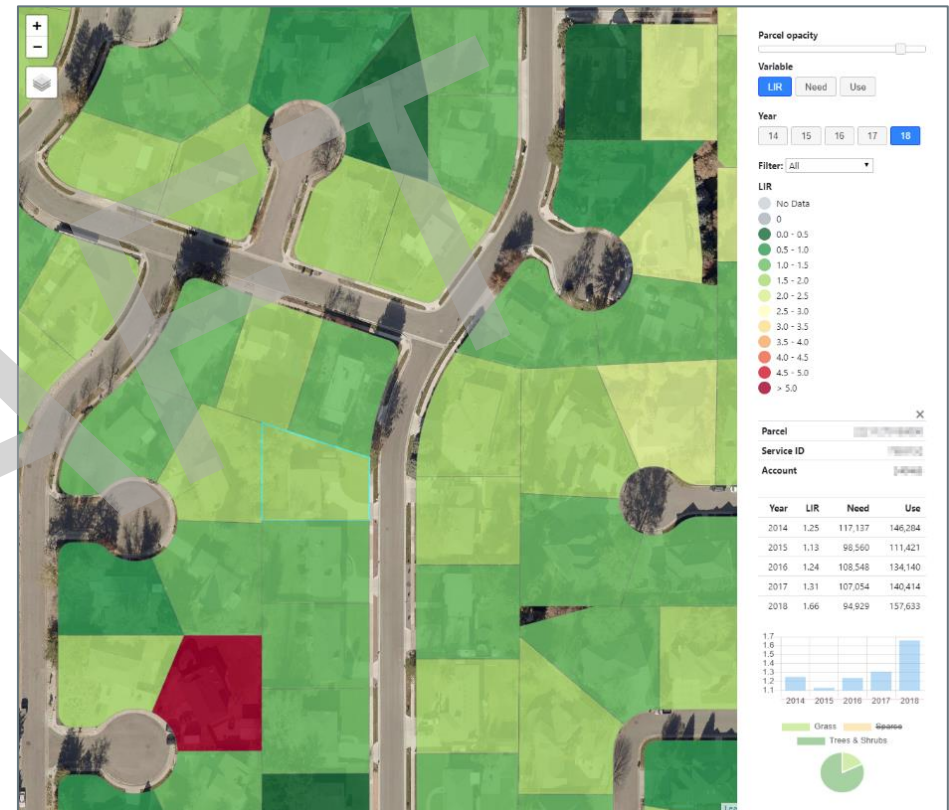 +
−
Parcel opacity
Variable
LIR Need Use
Year
14 15 16 17 18
Filter: All
LIR
No Data
0
0.0 - 0.5
0.5 - 1.0
1.0 - 1.5
1.5 - 2.0
2.0 - 2.5
2.5 - 3.0
3.0 - 3.5
3.5 - 4.0
4.0 - 4.5
4.5 - 5.0
> 5.0
×
Parcel
Service ID
Account
Year LIR Need Use
2014 1.25 117,137 146,284
2015 1.13 98,560 111,421
2016 1.24 108,548 134,140
2017 1.31 107,054 140,414
2018 1.66 94,929 157,633
1.7
1.6
1.5
1.4
1.3
1.2
1.1
2014 2015 2016 2017 2018
Grass Sparse
Trees & Shrubs